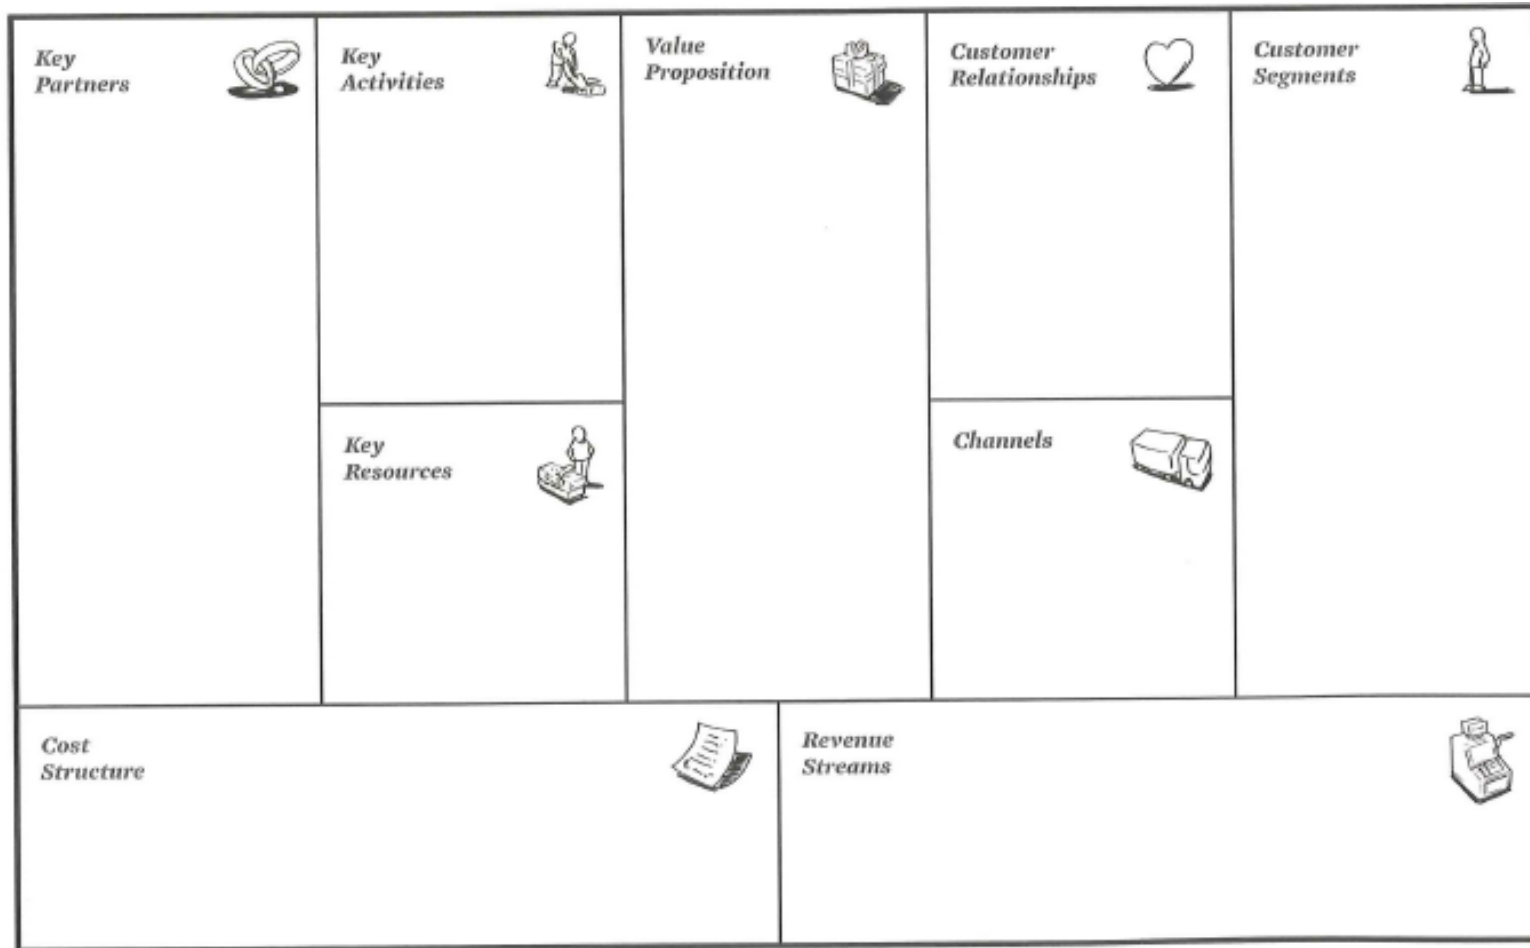 Key
Partners
Key
Activities
Value
Proposition
Customer
Relationships
Customer
Segments
Key
Resources
Channels
Cost
Structure
Revenue
Streams